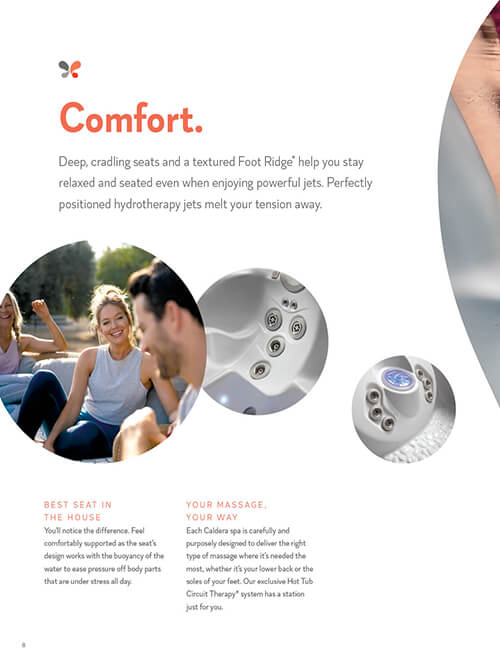 Comfort.
Deep, cradling seats and a textured Foot Ridge® help you stay
relaxed and seated even when enjoying powerful jets. Perfectly
positioned hydrotherapy jets melt your tension away.
BEST SEAT IN
THE HOUSE
You'll notice the difference. Feel
comfortably supported as the seat's
design works with the buoyancy of the
water to ease pressure off body parts
that are under stress all day.
YOUR MASSAGE,
YOUR WAY
Each Caldera spa is carefully and
purposely designed to deliver the right
type of massage where it's needed the
most, whether it's your lower back or the
soles of your feet. Our exclusive Hot Tub
Circuit Therapy® system has a station
just for you.
8